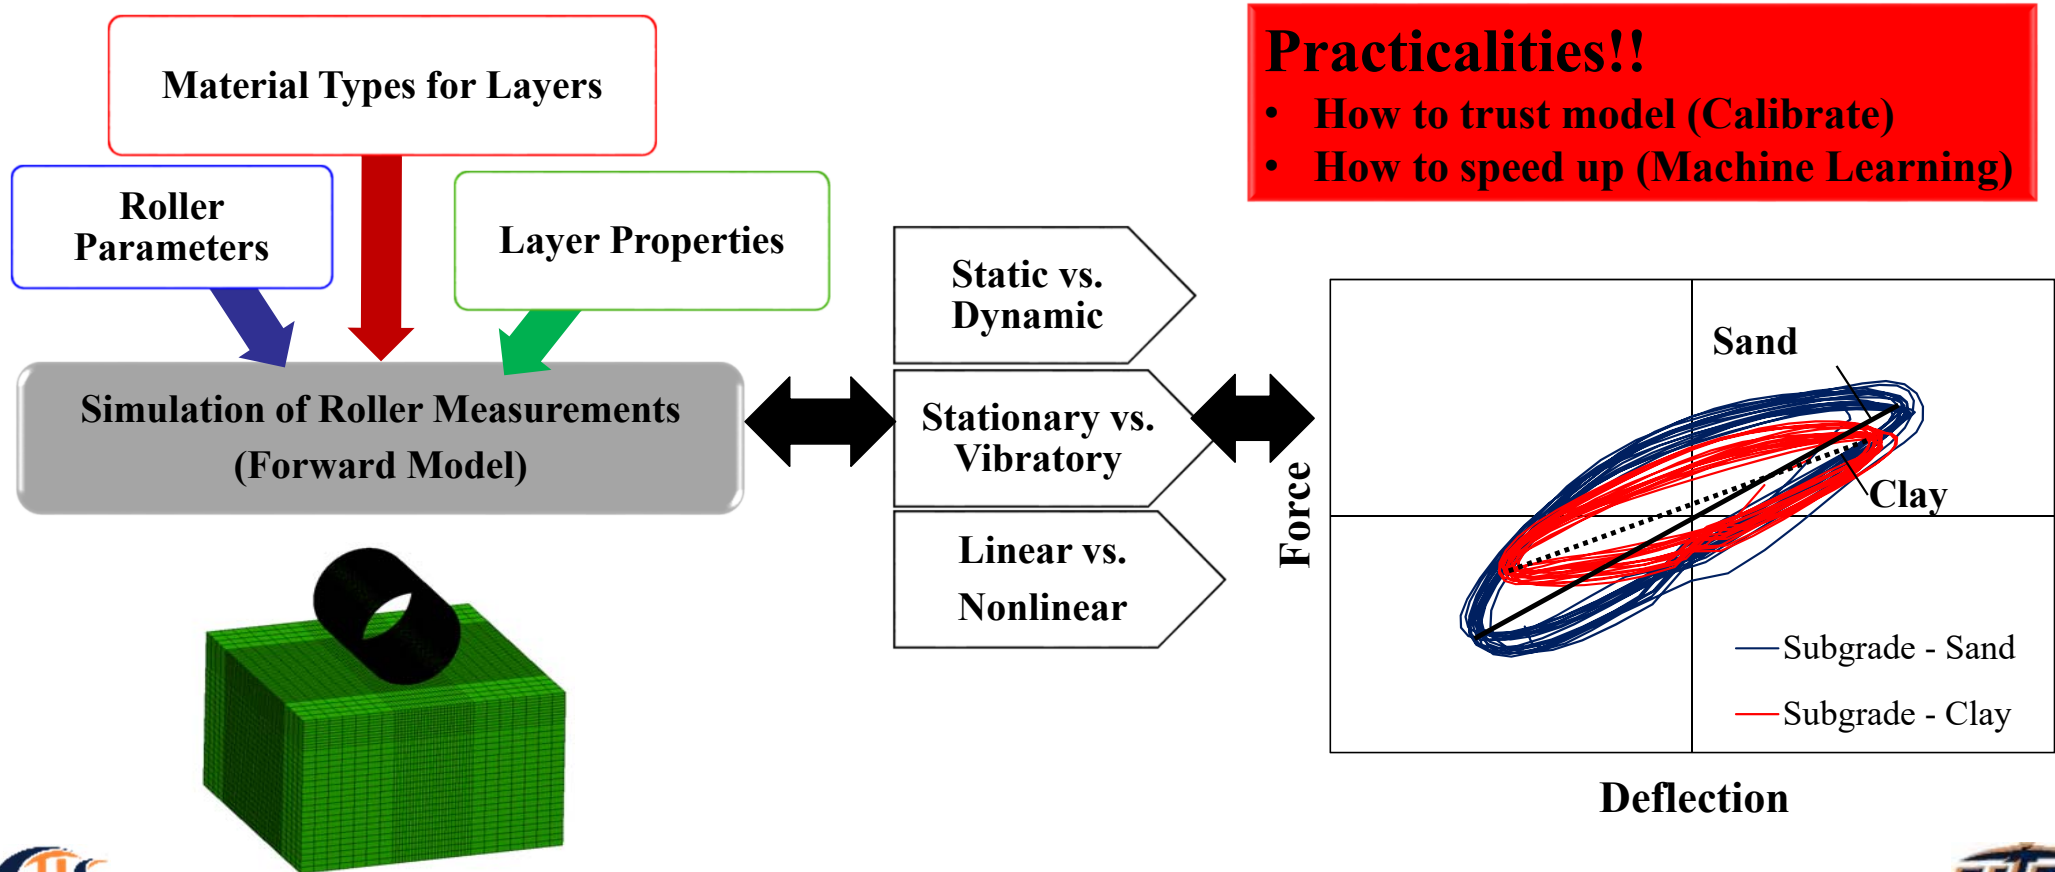 Material Types for Layers
Roller
Parameters
Layer Properties
Simulation of Roller Measurements
(Forward Model)
Static vs.
Dynamic
Stationary vs.
Vibratory
Linear vs.
Nonlinear
Practicalities!!
• How to trust model (Calibrate)
• How to speed up (Machine Learning)
Force
Sand
Clay
Subgrade - Sand
Subgrade - Clay
Deflection